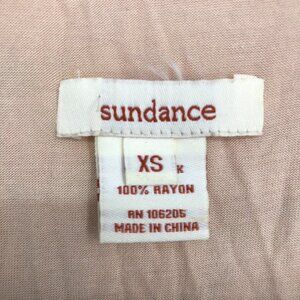 sundance
XS
K
100% RAYON
RN 106205
MADE IN CHINA